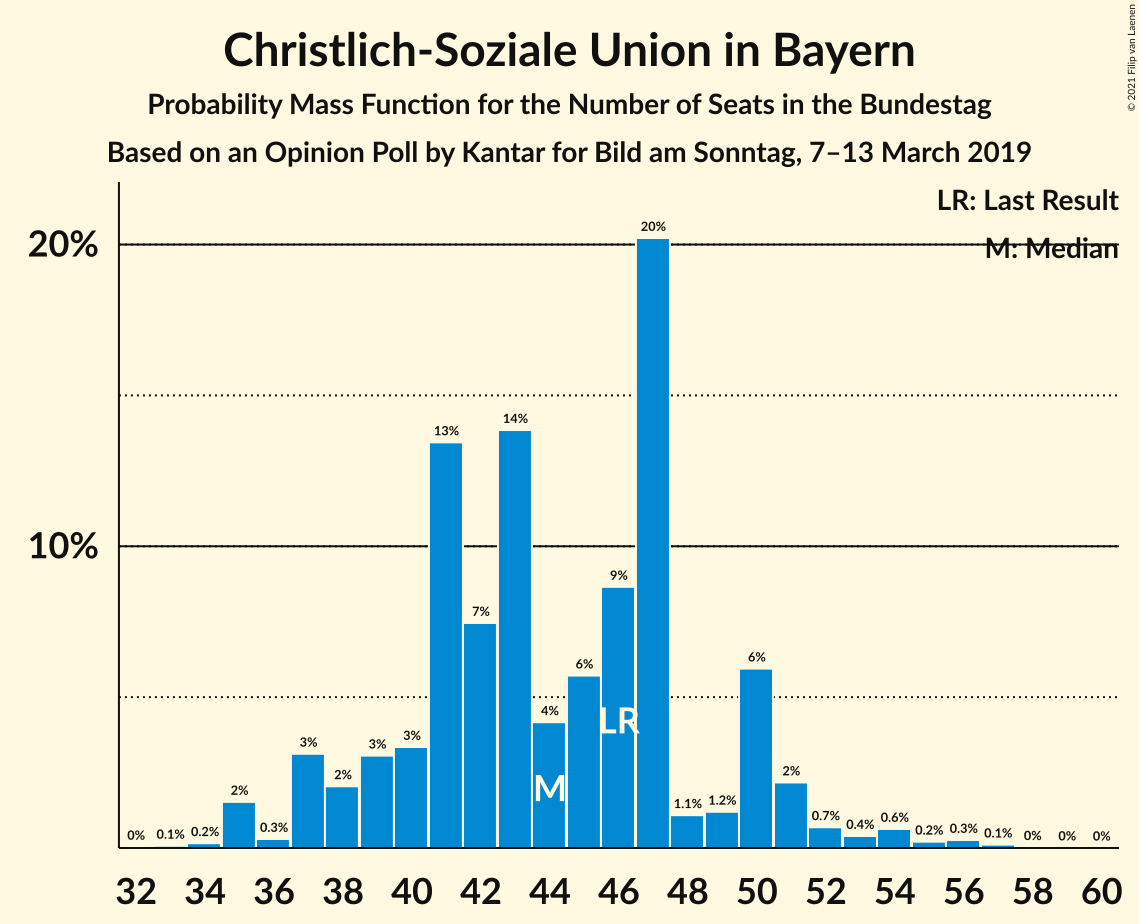 Christlich-Soziale Union in Bayern
Probability Mass Function for the Number of Seats in the Bundestag
Based on an Opinion Poll by Kantar for Bild am Sonntag, 7–13 March 2019
© 2021 Filip van Laenen
LR: Last Result
M: Median
20%
10%
0% 0.1% 0.2% 2% 0.3% 3% 2% 3% 3% 13% 7% 14% 4% 6% 9% 20% 1.1% 1.2% 6% 2% 0.7% 0.4% 0.6% 0.2% 0.3% 0.1% 0% 0% 0%
LR
M
32 34 36 38 40 42 44 46 48 50 52 54 56 58 60